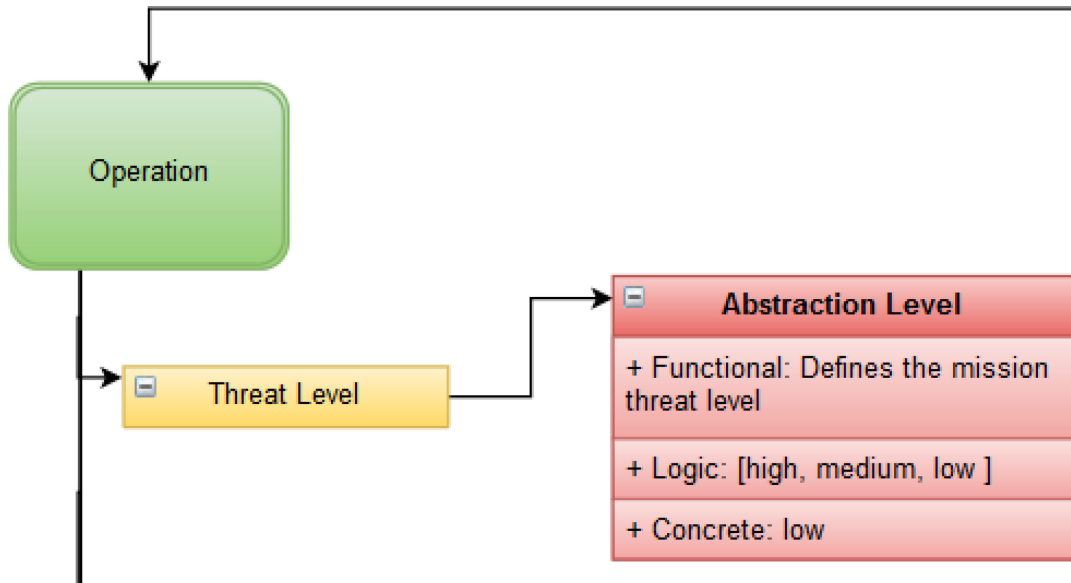 Operation
Abstraction Level
+ Functional: Defines the mission
threat level
Threat Level
+ Logic: [high, medium, low ]
+ Concrete: low